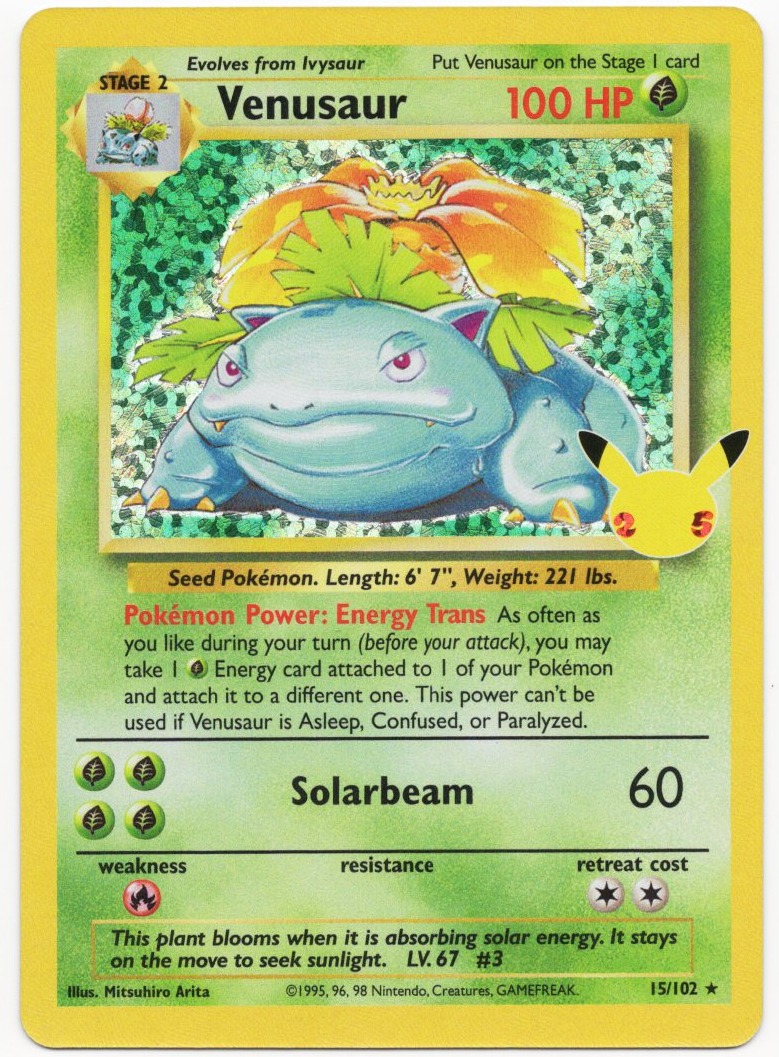 Evolves from Ivysaur Put Venusaur on the Stage 1 card
STAGE 2
Venusaur 100 HP
25
Seed Pokémon. Length: 6' 7", Weight: 221 lbs.
Pokémon Power: Energy Trans As often as
you like during your turn (before your attack), you may
take 1 Energy card attached to 1 of your Pokémon
and attach it to a different one. This power can't be
used if Venusaur is Asleep, Confused, or Paralyzed.
Solarbeam 60
weakness resistance retreat cost
This plant blooms when it is absorbing solar energy. It stays
on the move to seek sunlight. LV. 67 #3
Illus. Mitsuhiro Arita ©1995, 96, 98 Nintendo, Creatures, GAMEFREAK. 15/102 ★